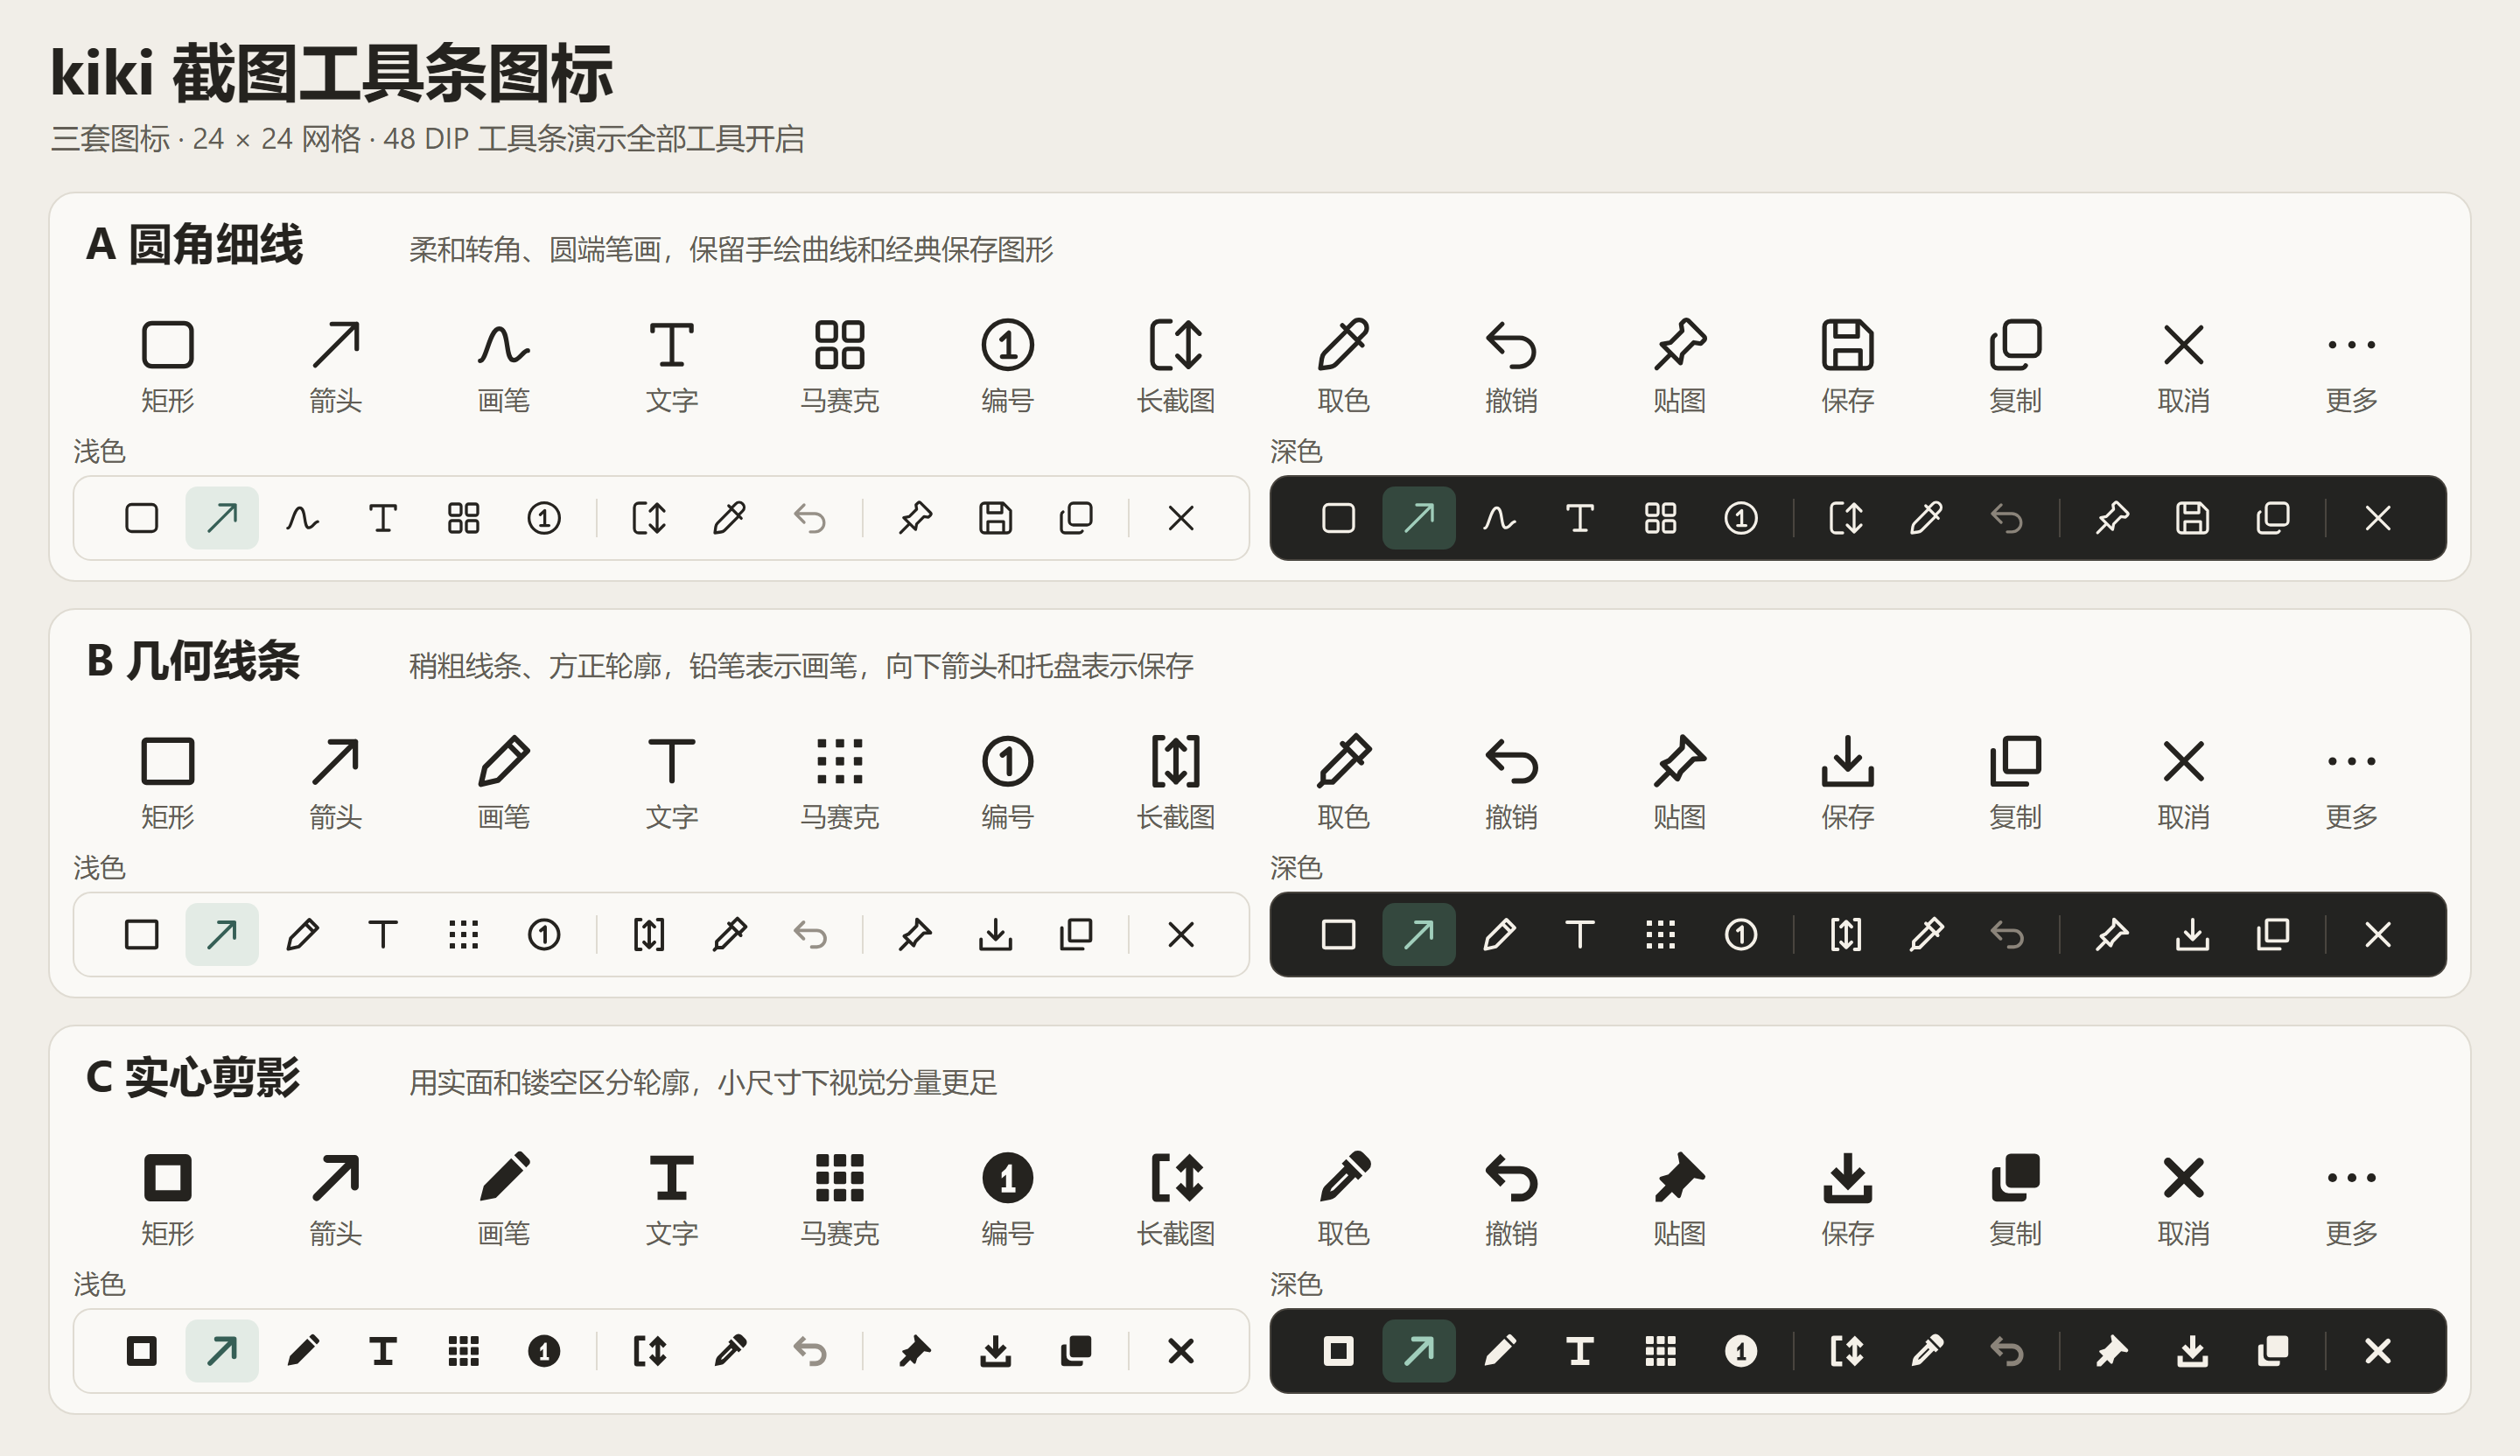 kiki 截图工具条图标
三套图标 · 24 × 24 网格 · 48 DIP 工具条演示全部工具开启
A 圆角细线 柔和转角、圆端笔画，保留手绘曲线和经典保存图形
T 1
矩形 箭头 画笔 文字 马赛克 编号 长截图 取色 撤销 贴图 保存 复制 取消 更多
浅色 深色
T 1 T 1
B 几何线条 稍粗线条、方正轮廓，铅笔表示画笔，向下箭头和托盘表示保存
T 1
矩形 箭头 画笔 文字 马赛克 编号 长截图 取色 撤销 贴图 保存 复制 取消 更多
浅色 深色
T 1 T 1
C 实心剪影 用实面和镂空区分轮廓，小尺寸下视觉分量更足
T 1
矩形 箭头 画笔 文字 马赛克 编号 长截图 取色 撤销 贴图 保存 复制 取消 更多
浅色 深色
T 1 T 1